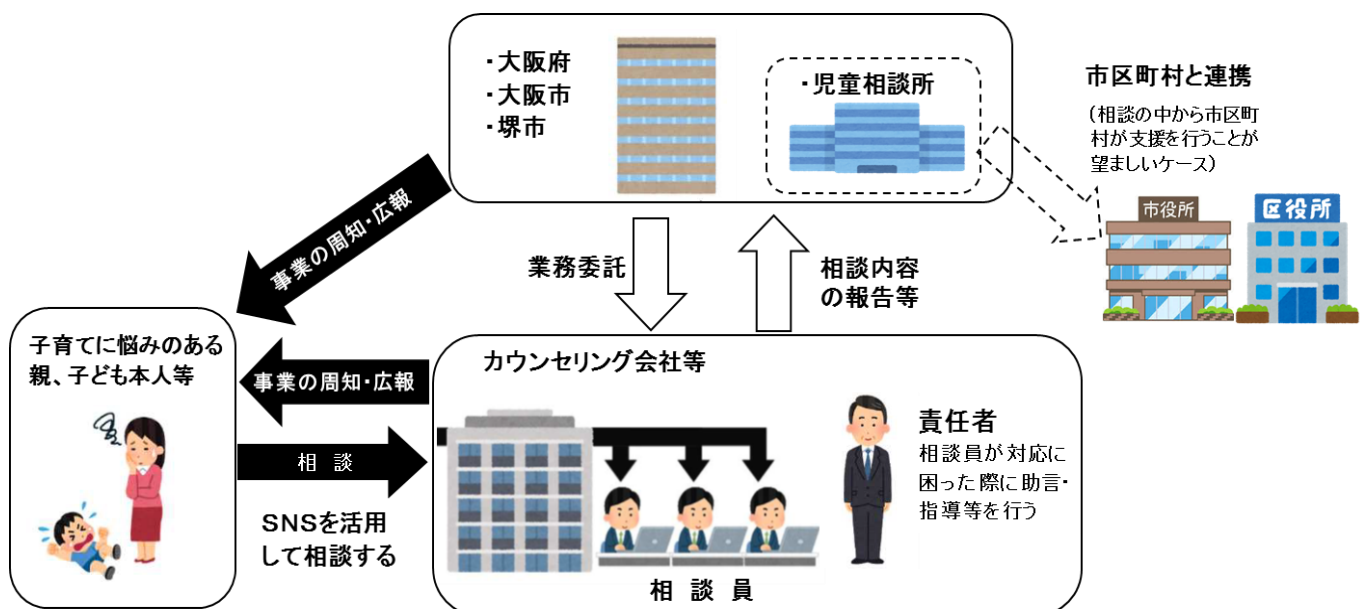 ・大阪府
・大阪市
・堺市
・児童相談所
市区町村と連携
(相談の中から市区町
村が支援を行うことが
望ましいケース)
市役所
区役所
事業の周知・広報
業務委託
相談内容
の報告等
子育てに悩みのある
親、子ども本人等
事業の周知・広報
相 談
SNSを活用
して相談する
カウンセリング会社等
責任者
相談員が対応に
困った際に助言・
指導等を行う
相 談 員